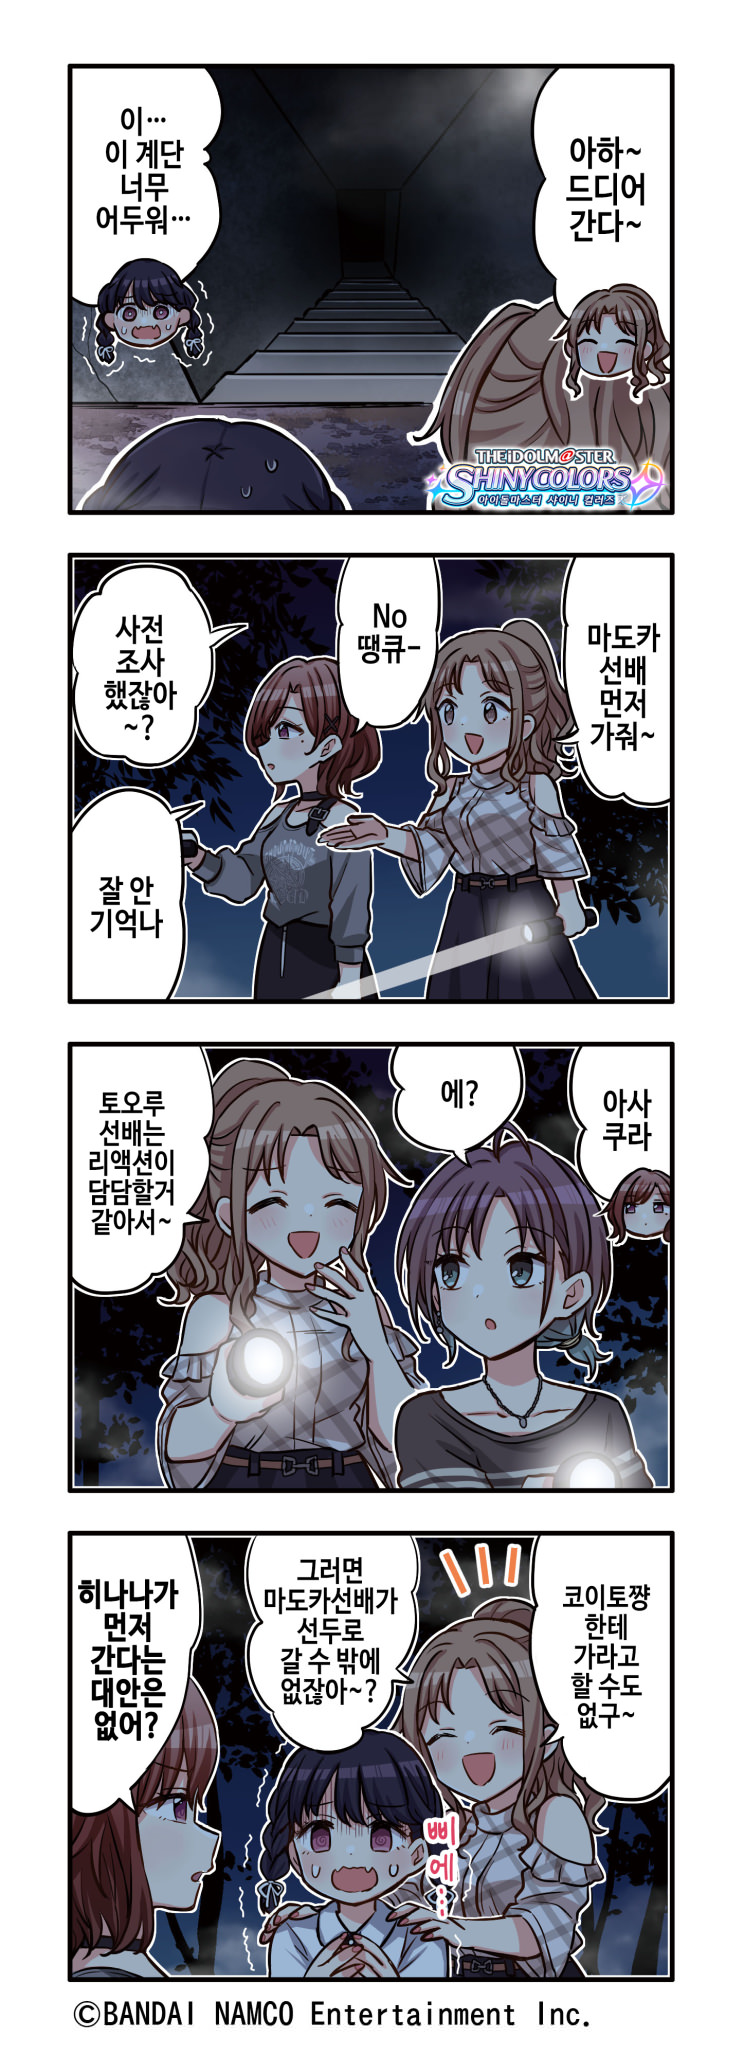 아하~
드디어
간다~
이…
이 계단
너무
어두워…
THE iDOLM@STER
SHINYCOLORS
아이돌마스터 샤이니 컬러즈
마도카
선배
먼저
가줘~
No
땡큐-
사전
조사
했잖아
~?
잘 안
기억나
아사
쿠라
에?
토오루
선배는
리액션이
담담할거
같아서~
코이토쨩
한테
가라고
할 수도
없구~
그러면
마도카선배가
선두로
갈 수 밖에
없잖아~?
삐에…
히나나가
먼저
간다는
대안은
없어?
©BANDAI NAMCO Entertainment Inc.